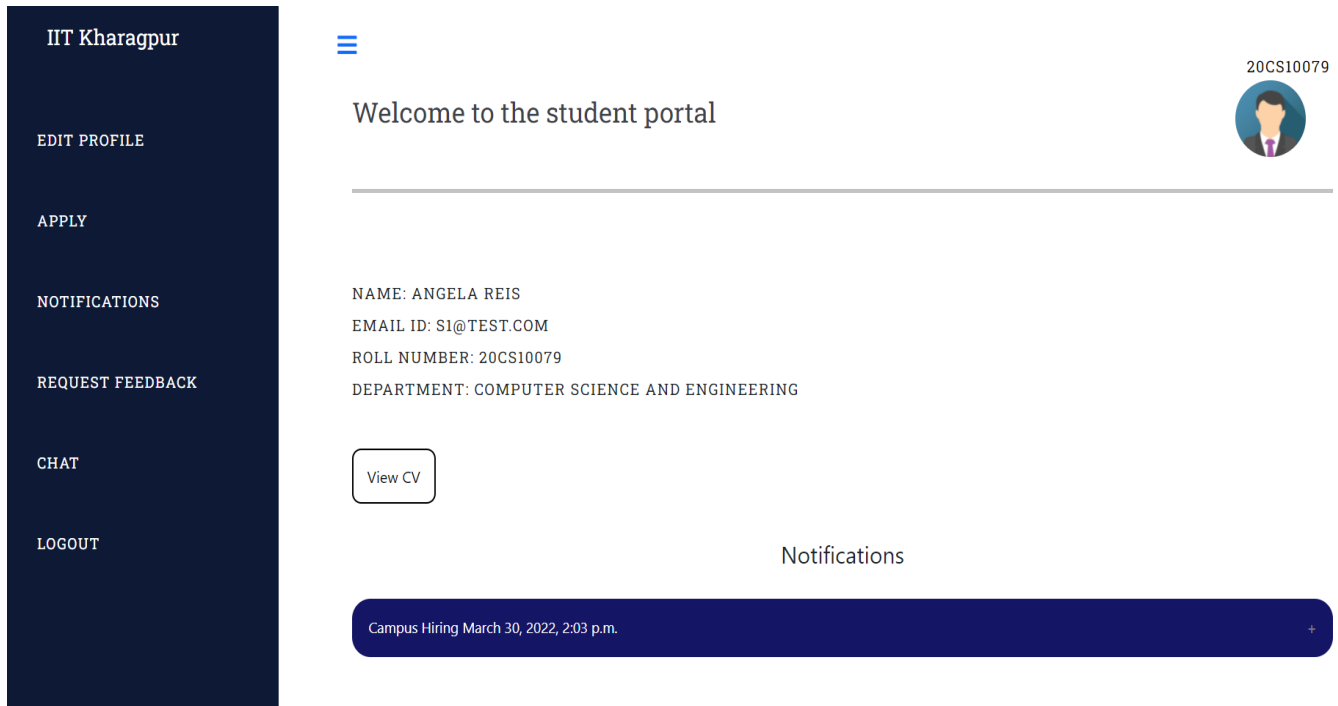 IIT Kharagpur
EDIT PROFILE
APPLY
NOTIFICATIONS
REQUEST FEEDBACK
CHAT
LOGOUT
20CS10079
Welcome to the student portal
NAME: ANGELA REIS
EMAIL ID: S1@TEST.COM
ROLL NUMBER: 20CS10079
DEPARTMENT: COMPUTER SCIENCE AND ENGINEERING
View CV
Notifications
Campus Hiring March 30, 2022, 2:03 p.m. +